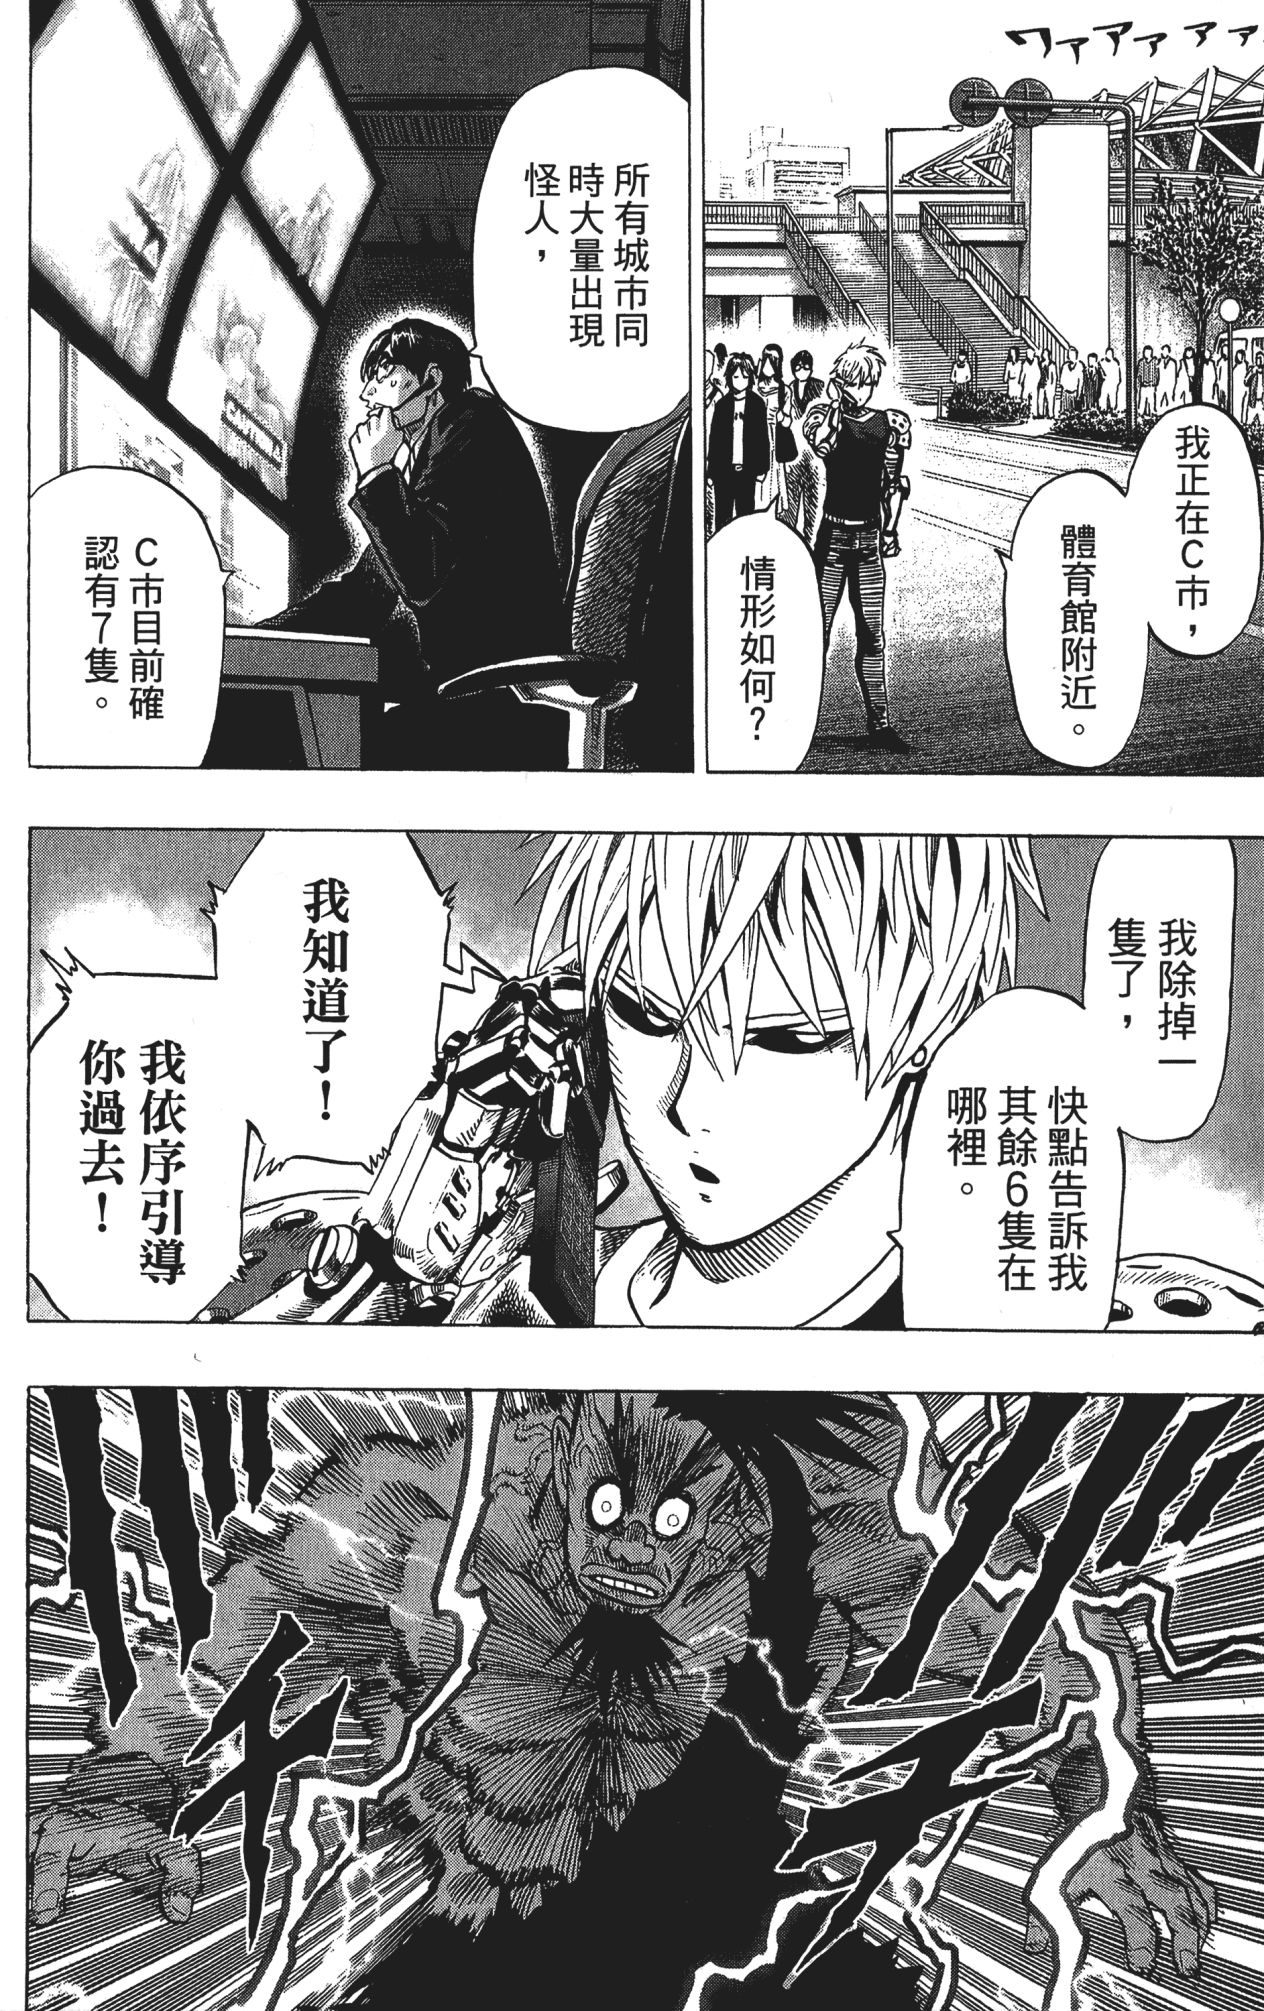 ワァアァァァ
我正在C市，
體育館附近。
情形如何？
所有城市同
時大量出現
怪人，
C市目前確
認有7隻。
我除掉一
隻了，
快點告訴我
其餘6隻在
哪裡。
我知道了！
我依序引導
你過去！